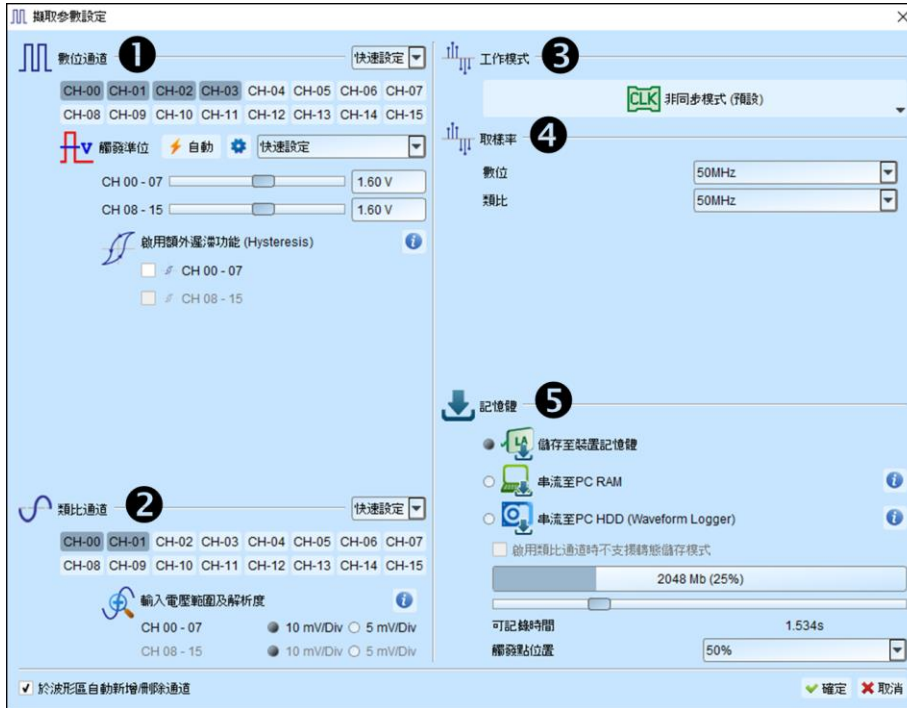 擷取參數設定
數位通道 ❶ 快速設定
CH-00 CH-01 CH-02 CH-03 CH-04 CH-05 CH-06 CH-07
CH-08 CH-09 CH-10 CH-11 CH-12 CH-13 CH-14 CH-15
V 觸發準位 自動 快速設定
CH 00 - 07 1.60 V
CH 08 - 15 1.60 V
啟用額外遲滯功能 (Hysteresis)
CH 00 - 07
CH 08 - 15
類比通道 ❷ 快速設定
CH-00 CH-01 CH-02 CH-03 CH-04 CH-05 CH-06 CH-07
CH-08 CH-09 CH-10 CH-11 CH-12 CH-13 CH-14 CH-15
輸入電壓範圍及解析度
CH 00 - 07 10 mV/Div 5 mV/Div
CH 08 - 15 10 mV/Div 5 mV/Div
工作模式 ❸
CLK 非同步模式 (預設)
取樣率 ❹
數位 50MHz
類比 50MHz
記憶體 ❺
LA 儲存至裝置記憶體
串流至PC RAM
串流至PC HDD (Waveform Logger)
啟用類比通道時不支援轉態儲存模式
2048 Mb (25%)
可記錄時間 1.534s
觸發點位置 50%
於波形區自動新增/刪除通道 確定 取消